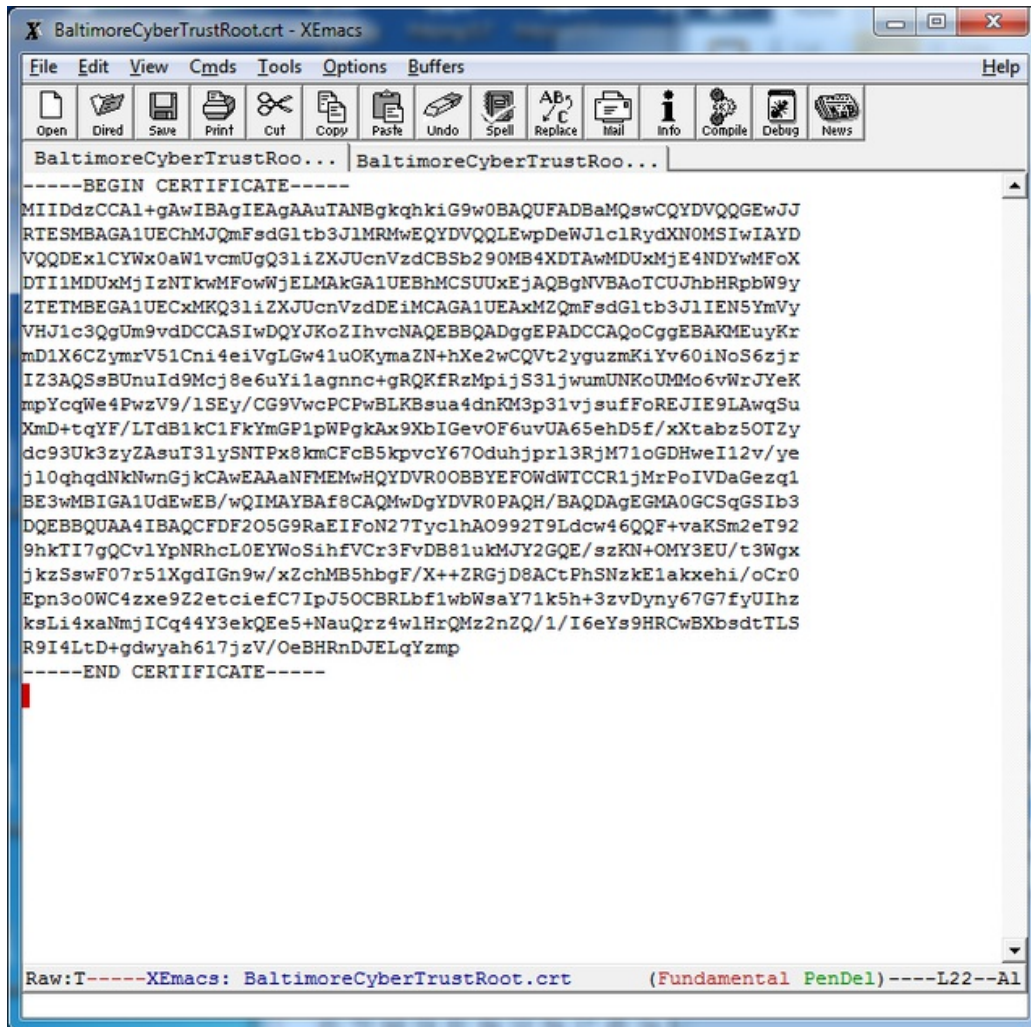 BaltimoreCyberTrustRoot.crt - XEmacs
File Edit View Cmds Tools Options Buffers Help
Open Dired Save Print Cut Copy Paste Undo Spell Replace Mail Info Compile Debug News
BaltimoreCyberTrustRoo... BaltimoreCyberTrustRoo...
-----BEGIN CERTIFICATE-----
MIIDdzCCAl+gAwIBAgIEAgAAuTANBgkqhkiG9w0BAQUFADBaMQswCQYDVQQGEwJJ
RTESMBAGA1UEChMJQmFsdGltb3JlMRMwEQYDVQQLEwpDeWJlclRydXN0MSIwIAYD
VQQDExlCYWx0aW1vcmUgQ3liZXJUcnVzdCBSb290MB4XDTAwMDUxMjE4NDYwMFoX
DTI1MDUxMjIzNTkwMFowWjELMAkGA1UEBhMCSUUxEjAQBgNVBAoTCUJhbHRpbW9y
ZTETMBEGA1UECxMKQ3liZXJUcnVzdDEiMCAGA1UEAxMZQmFsdGltb3JlIEN5YmVy
VHJ1c3QgUm9vdDCCASIwDQYJKoZIhvcNAQEBBQADggEPADCCAQoCggEBAKMEuyKr
mD1X6CZymrV51Cni4eiVgLGw41uOKymaZN+hXe2wCQVt2yguzmKiYv60iNoS6zjr
IZ3AQSsBUnuId9Mcj8e6uYi1agnnc+gRQKfRzMpijS3ljwumUNKoUMMo6vWrJYeK
mpYcqWe4PwzV9/lSEy/CG9VwcPCPwBLKBsua4dnKM3p31vjsufFoREJIE9LAwqSu
XmD+tqYF/LTdB1kC1FkYmGP1pWPgkAx9XbIGevOF6uvUA65ehD5f/xXtabz5OTZy
dc93Uk3zyZAsuT3lySNTPx8kmCFcB5kpvcY67Oduhjprl3RjM71oGDHweI12v/ye
jl0qhqdNkNwnGjkCAwEAAaNFMEMwHQYDVR0OBBYEFOWdWTCCR1jMrPoIVDaGezq1
BE3wMBIGA1UdEwEB/wQIMAYBAf8CAQMwDgYDVR0PAQH/BAQDAgEGMA0GCSqGSIb3
DQEBBQUAA4IBAQCFDF2O5G9RaEIFoN27TyclhAO992T9Ldcw46QQF+vaKSm2eT92
9hkTI7gQCvlYpNRhcL0EYWoSihfVCr3FvDB81ukMJY2GQE/szKN+OMY3EU/t3Wgx
jkzSswF07r51XgdIGn9w/xZchMB5hbgF/X++ZRGjD8ACtPhSNzkE1akxehi/oCr0
Epn3o0WC4zxe9Z2etciefC7IpJ5OCBRLbf1wbWsaY71k5h+3zvDyny67G7fyUIhz
ksLi4xaNmjICq44Y3ekQEe5+NauQrz4wlHrQMz2nZQ/1/I6eYs9HRCwBXbsdtTLS
R9I4LtD+gdwyah617jzV/OeBHRnDJELqYzmp
-----END CERTIFICATE-----
Raw:T-----XEmacs: BaltimoreCyberTrustRoot.crt (Fundamental PenDel)----L22--Al